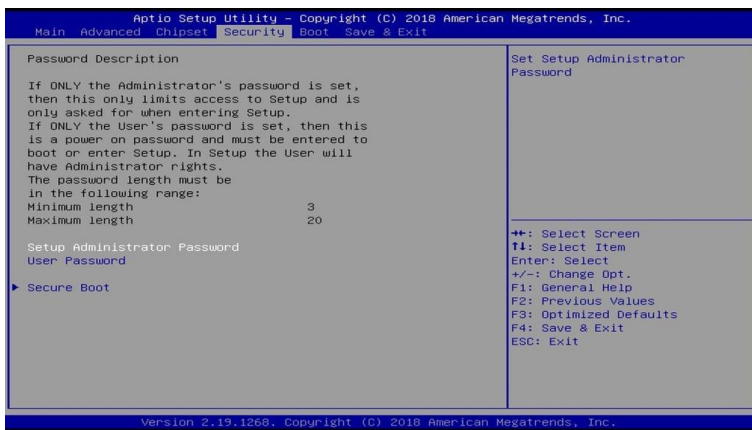 Aptio Setup Utility – Copyright (C) 2018 American Megatrends, Inc.
Main Advanced Chipset Security Boot Save & Exit
Password Description
If ONLY the Administrator's password is set,
then this only limits access to Setup and is
only asked for when entering Setup.
If ONLY the User's password is set, then this
is a power on password and must be entered to
boot or enter Setup. In Setup the User will
have Administrator rights.
The password length must be
in the following range:
Minimum length 3
Maximum length 20
Setup Administrator Password
User Password
► Secure Boot
Set Setup Administrator
Password
→←: Select Screen
↑↓: Select Item
Enter: Select
+/-: Change Opt.
F1: General Help
F2: Previous Values
F3: Optimized Defaults
F4: Save & Exit
ESC: Exit
Version 2.19.1268. Copyright (C) 2018 American Megatrends, Inc.